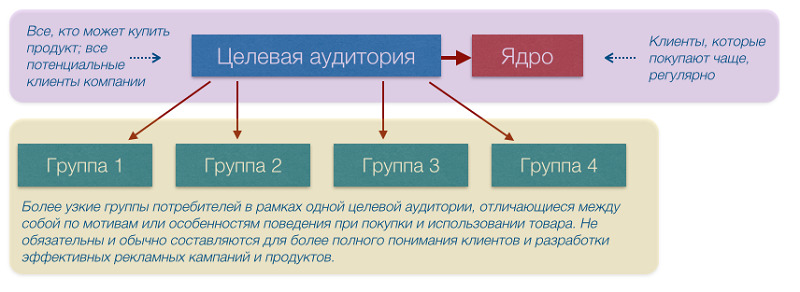 Все, кто может купить
продукт; все
потенциальные
клиенты компании
Целевая аудитория
Ядро
Клиенты, которые
покупают чаще,
регулярно
Группа 1
Группа 2
Группа 3
Группа 4
Более узкие группы потребителей в рамках одной целевой аудитории, отличающиеся между
собой по мотивам или особенностям поведения при покупки и использовании товара. Не
обязательны и обычно составляются для более полного понимания клиентов и разработки
эффективных рекламных кампаний и продуктов.